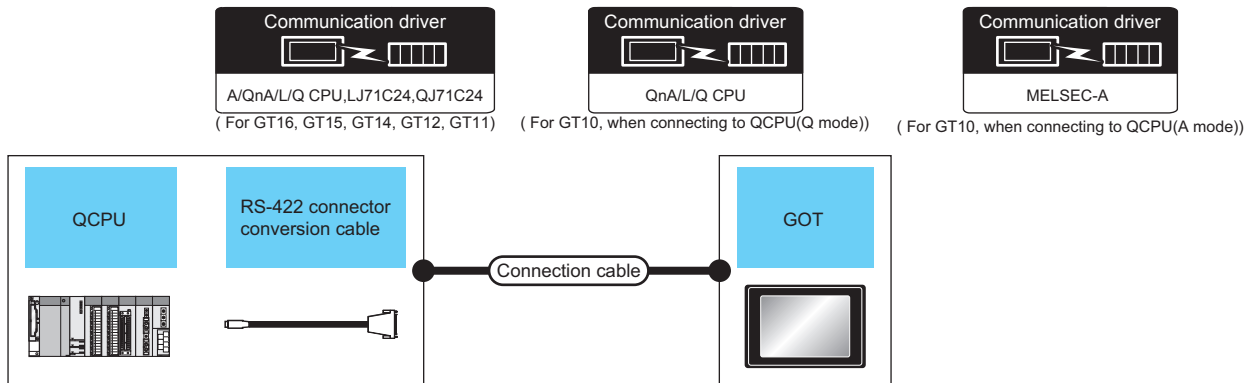 Communication driver
A/QnA/L/Q CPU,LJ71C24,QJ71C24
( For GT16, GT15, GT14, GT12, GT11)
Communication driver
QnA/L/Q CPU
( For GT10, when connecting to QCPU(Q mode))
Communication driver
MELSEC-A
( For GT10, when connecting to QCPU(A mode))
QCPU
RS-422 connector
conversion cable
Connection cable
GOT